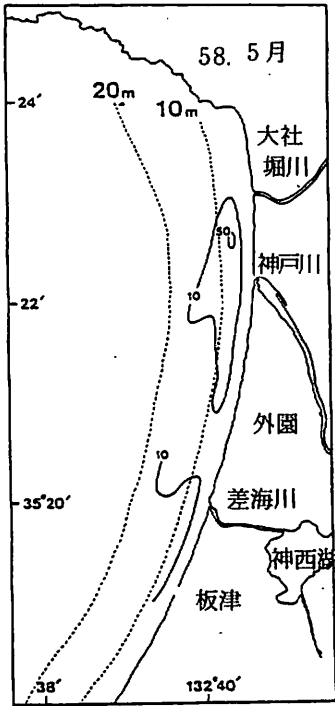 58. 5月
24'
20m
10m
大社
堀川
50
神戸川
10
22'
外園
10
差海川
35°20'
神西湖
板津
38'
132°40'